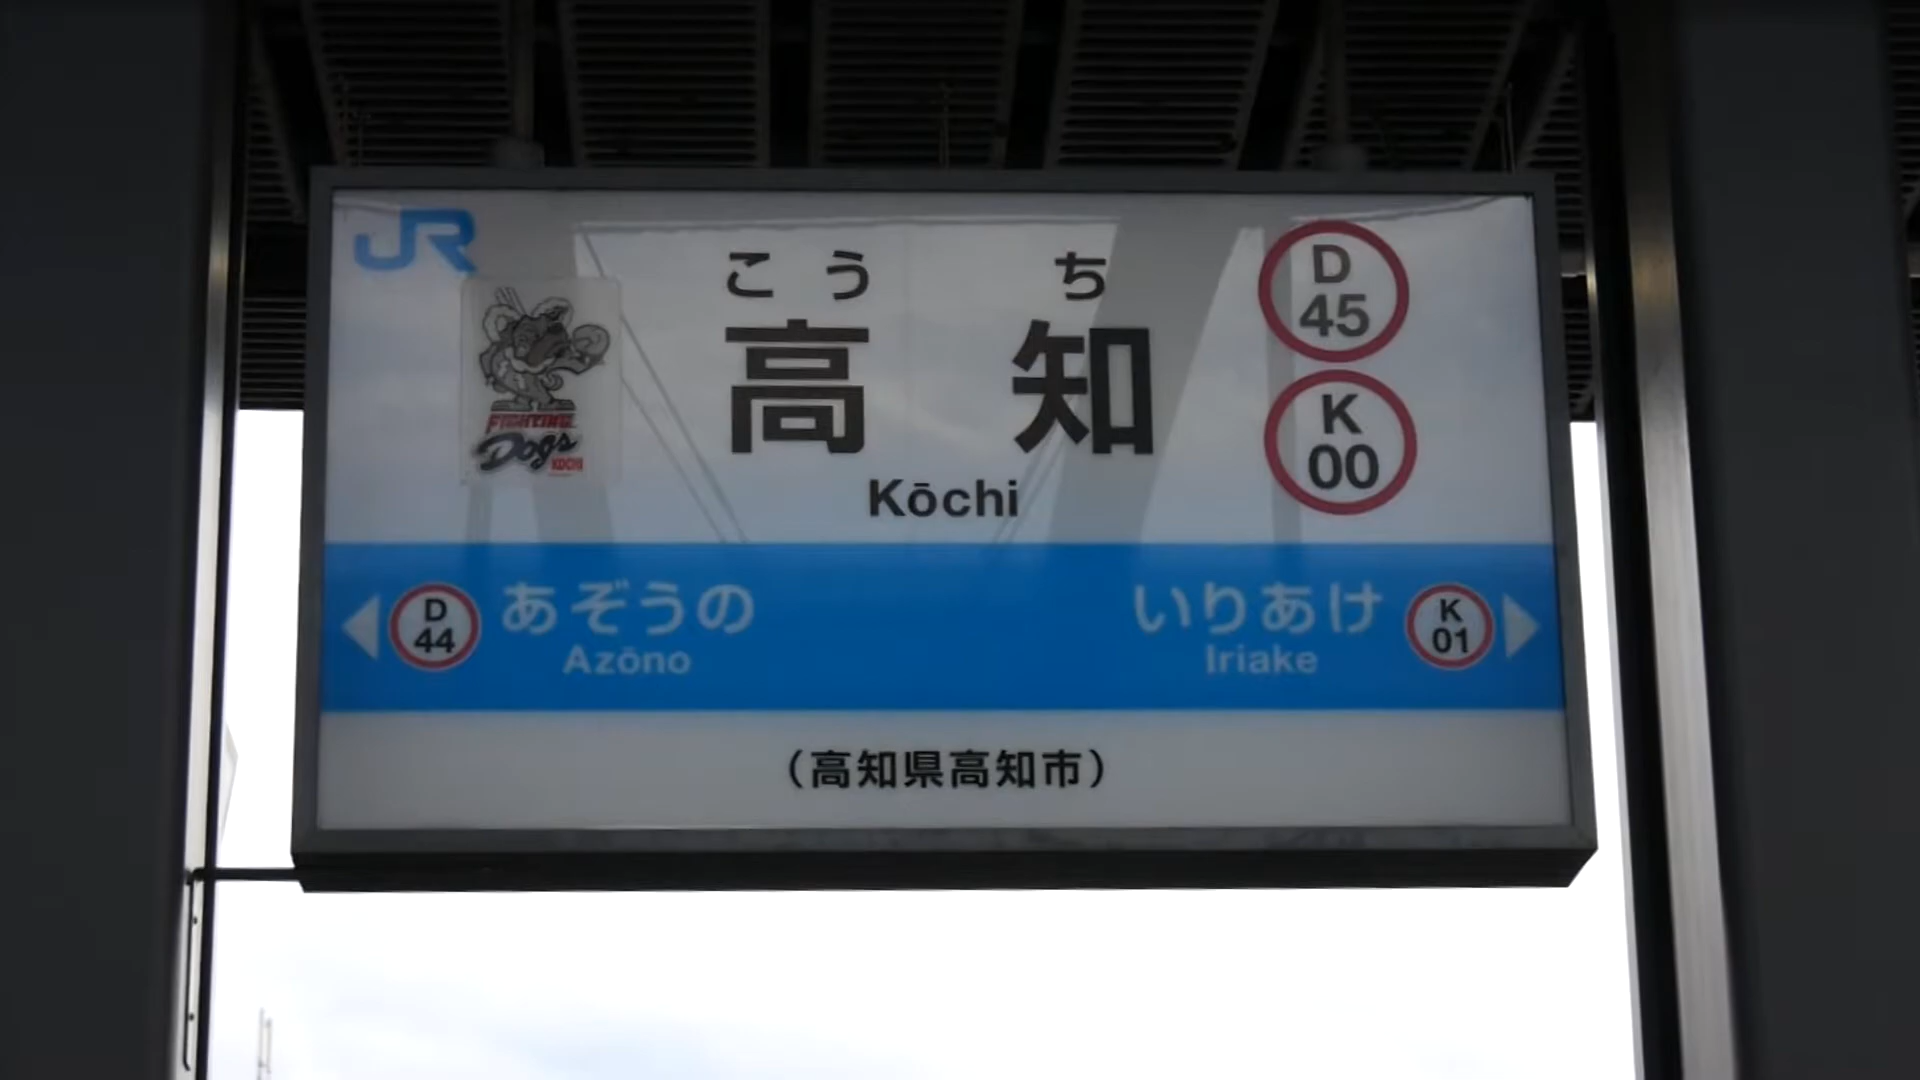 JR
こうち
高知
Kōchi
D
45
K
00
FIGHTING
Dogs
KOCHI
D
44
あぞうの
Azōno
いりあけ
Iriake
K
01
（高知県高知市）